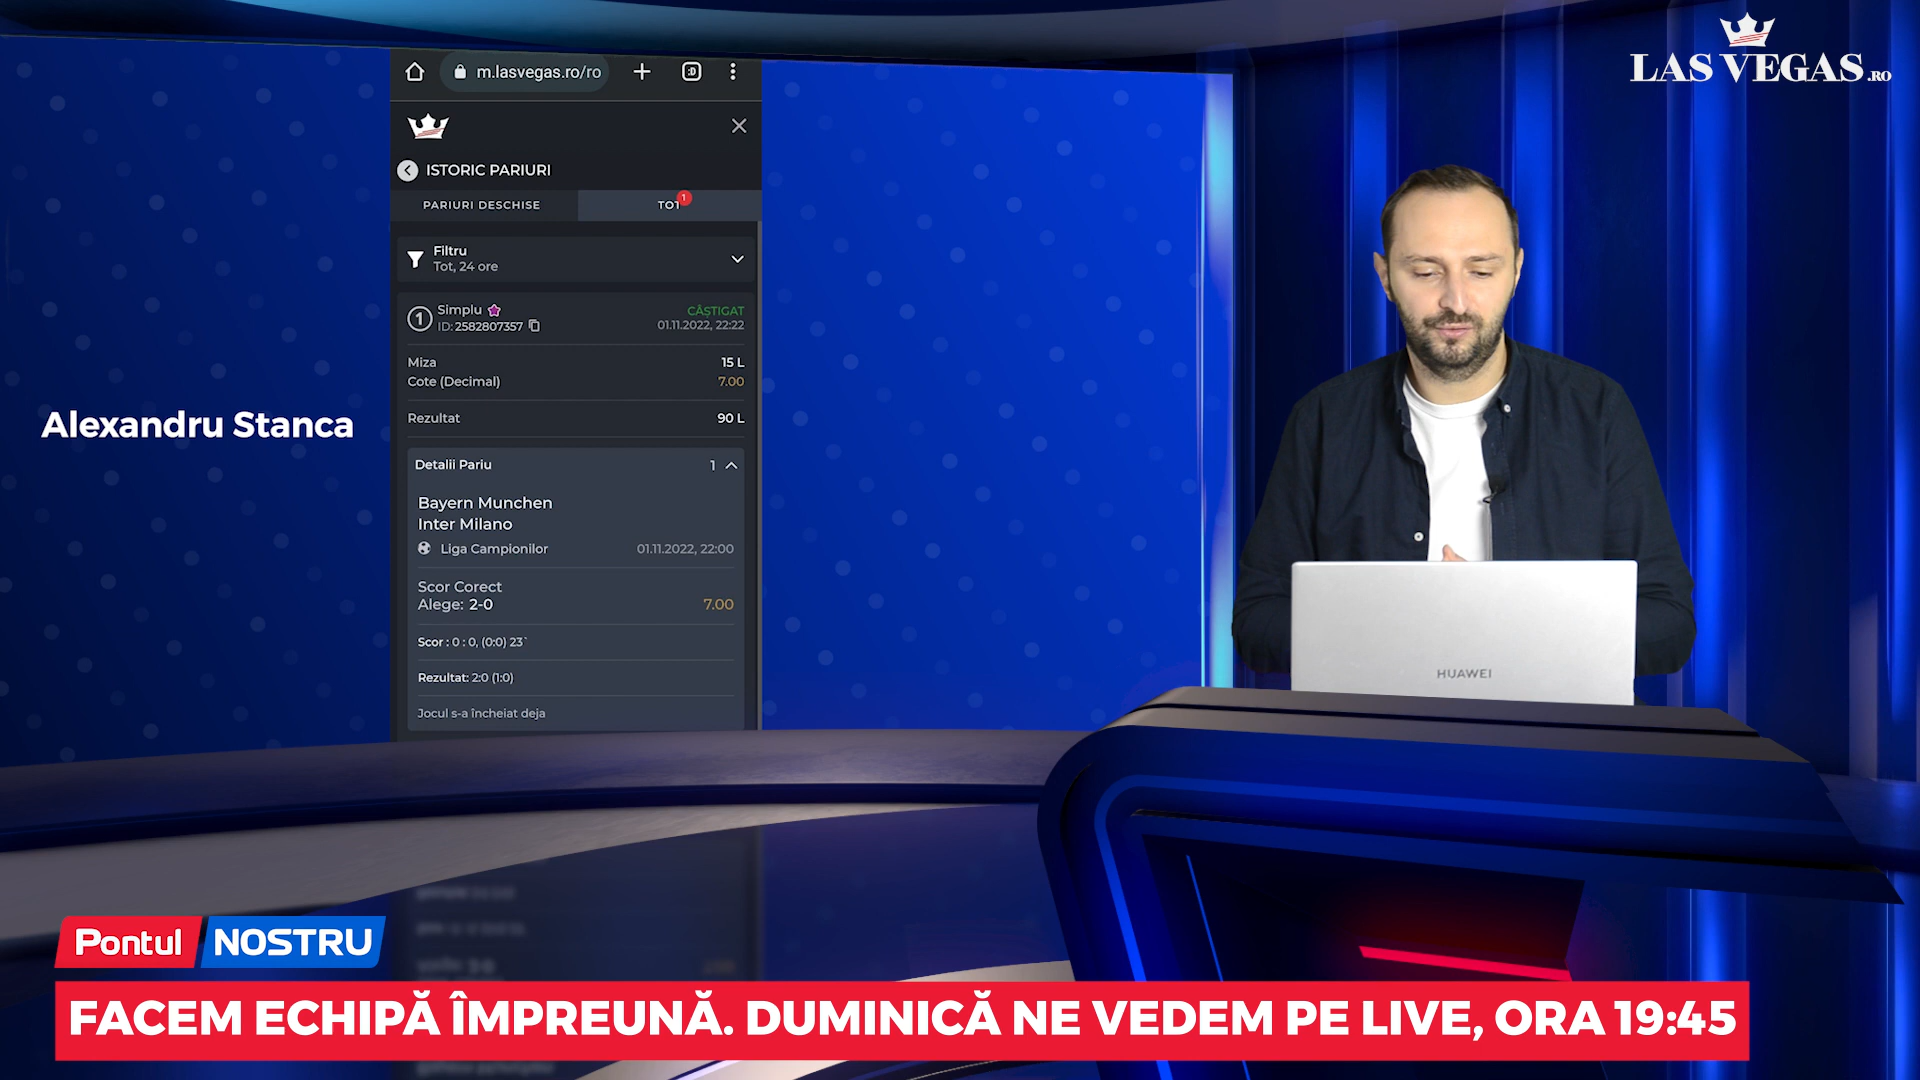 LAS VEGAS.RO
m.lasvegas.ro/ro
:D
ISTORIC PARIURI
PARIURI DESCHISE
TOT
1
Filtru
Tot, 24 ore
1
Simplu
CÂȘTIGAT
ID: 2582807357
01.11.2022, 22:22
Miza
15 L
Cote (Decimal)
7.00
Rezultat
90 L
Alexandru Stanca
Detalii Pariu
1
Bayern Munchen
Inter Milano
Liga Campionilor
01.11.2022, 22:00
Scor Corect
Alege: 2-0
7.00
Scor : 0 : 0, (0:0) 23`
Rezultat: 2:0 (1:0)
Jocul s-a încheiat deja
HUAWEI
Pontul NOSTRU
FACEM ECHIPĂ ÎMPREUNĂ. DUMINICĂ NE VEDEM PE LIVE, ORA 19:45